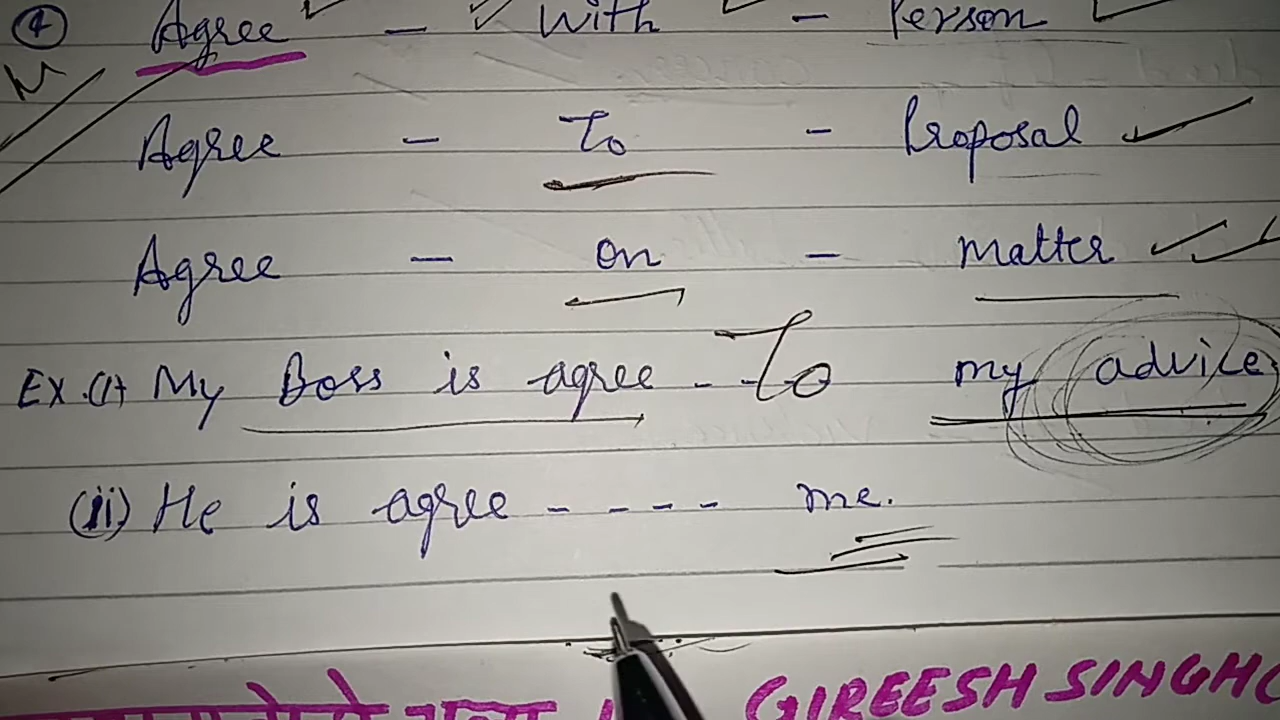 ④ Agree - with - Person
N
Agree - To - Proposal
Agree - on - Matter
Ex.(i) My Boss is agree - - To my advice
(ii) He is agree - - - - me.
GIREESH SINGH